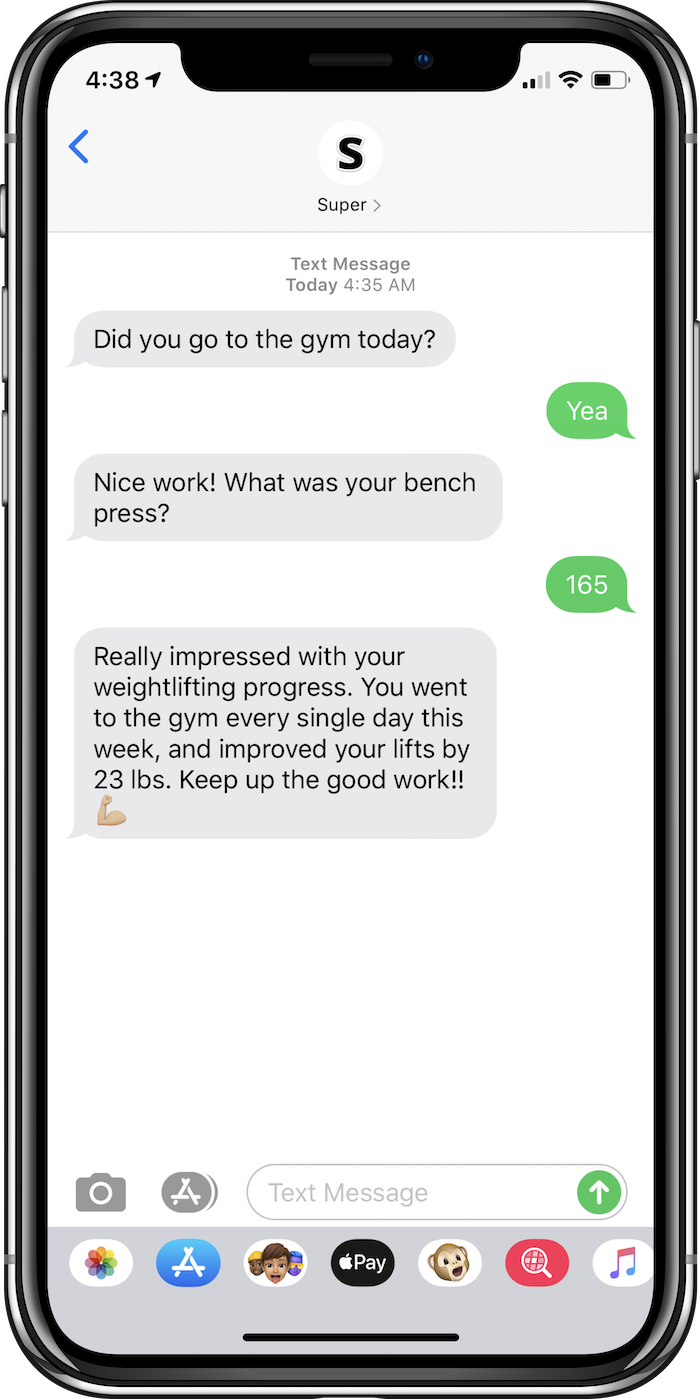 4:38
S
Super
Text Message
Today 4:35 AM
Did you go to the gym today?
Yea
Nice work! What was your bench
press?
165
Really impressed with your
weightlifting progress. You went
to the gym every single day this
week, and improved your lifts by
23 lbs. Keep up the good work!!
💪🏼
Text Message
Pay